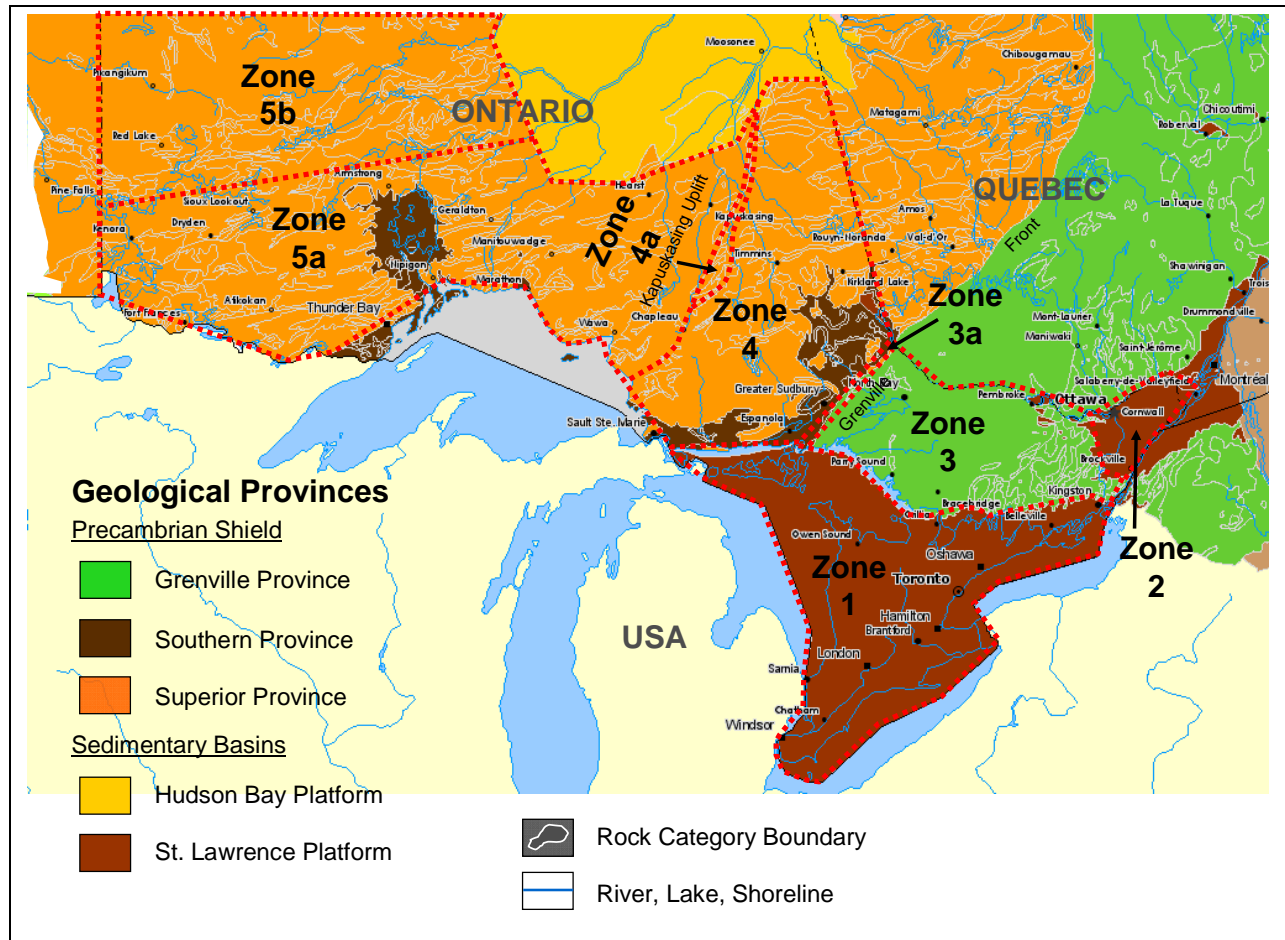 Moosonee
Chibougamau
Pikangikum
Zone
5b
ONTARIO
Matagami
Chicoutimi
Roberval
Red Lake
Armstrong
Hearst
QUEBEC
Pine Falls
Sioux Lookout
Geraldton
Kapuskasing
Amos
La Tuque
Kenora
Dryden
Zone
5a
Manitouwadge
Zone
4a
Kapuskasing Uplift
Timmins
Rouyn-Noranda
Val-d'Or
Front
Shawinigan
Nipigon
Marathon
Kirkland Lake
Trois
Atikokan
Thunder Bay
Fort Frances
Wawa
Chapleau
Zone
4
Zone
3a
Mont-Laurier
Drummondville
Maniwaki
Saint-Jérôme
Greater Sudbury
North Bay
Grenville
Salaberry-de-Valleyfield
Montréal
Pembroke
Ottawa
Sault Ste. Marie
Espanola
Cornwall
Zone
3
Parry Sound
Brockville
Geological Provinces
Precambrian Shield
Bracebridge
Kingston
Orillia
Belleville
Owen Sound
Zone
1
Oshawa
Toronto
Zone
2
Grenville Province
Hamilton
Brantford
Southern Province
USA
London
Sarnia
Superior Province
Chatham
Windsor
Sedimentary Basins
Hudson Bay Platform
Rock Category Boundary
St. Lawrence Platform
River, Lake, Shoreline